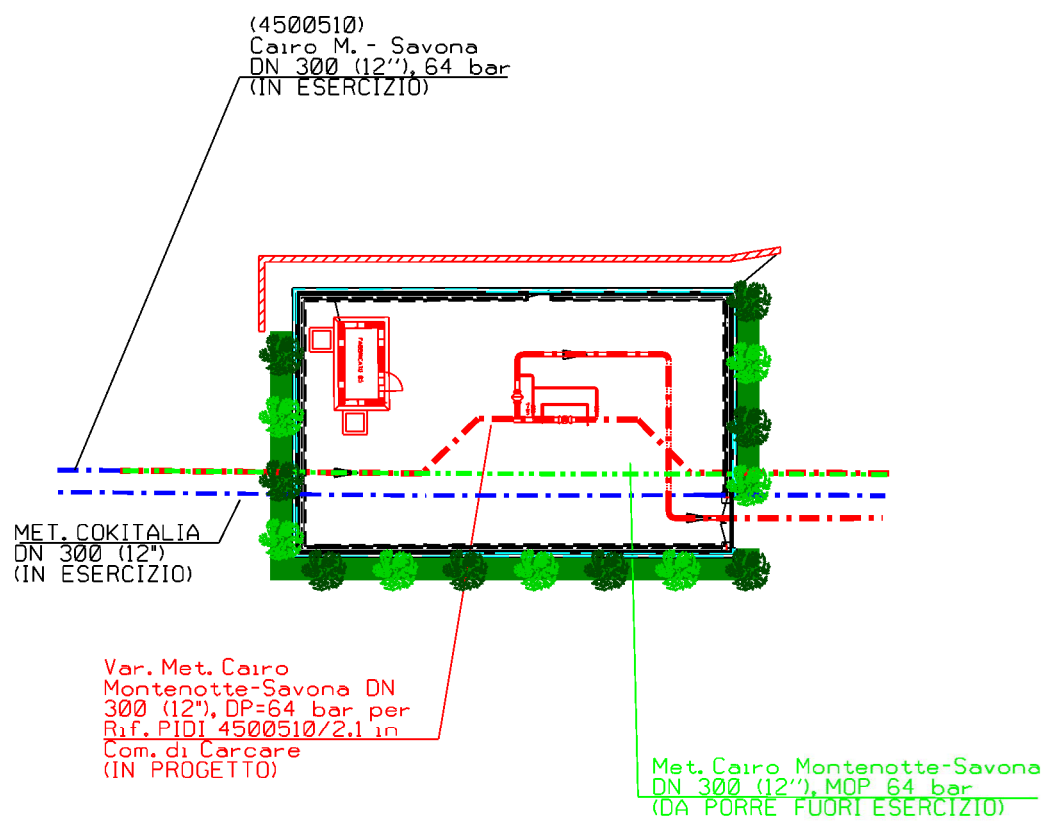 (4500510)
Cairo M. - Savona
DN 300 (12''), 64 bar
(IN ESERCIZIO)
FABBRICATO B5
MET. COKITALIA
DN 300 (12")
(IN ESERCIZIO)
Var. Met. Cairo
Montenotte-Savona DN
300 (12"), DP=64 bar per
Rif. PIDI 4500510/2.1 in
Com. di Carcare
(IN PROGETTO)
Met. Cairo Montenotte-Savona
DN 300 (12''), MOP 64 bar
(DA PORRE FUORI ESERCIZIO)